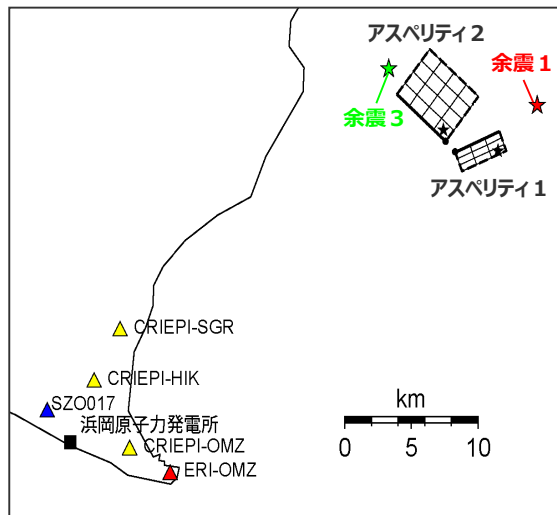 アスペリティ２
余震１
余震３
アスペリティ１
CRIEPI-SGR
CRIEPI-HIK
SZO017
浜岡原子力発電所
CRIEPI-OMZ
ERI-OMZ
km
0 5 10